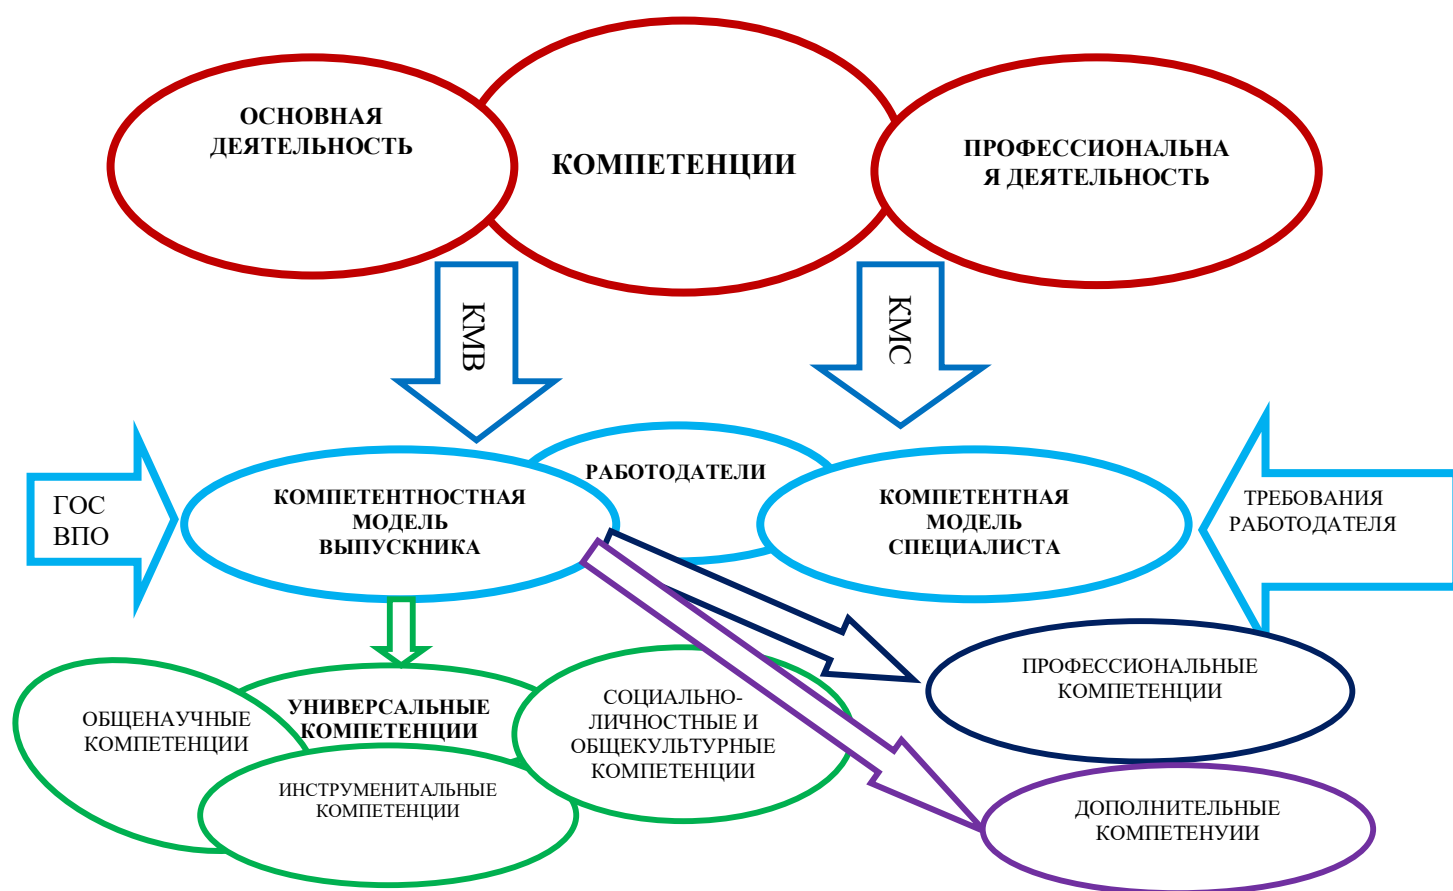 ОСНОВНАЯ
ДЕЯТЕЛЬНОСТЬ
КОМПЕТЕНЦИИ
ПРОФЕССИОНАЛЬНА
Я ДЕЯТЕЛЬНОСТЬ
КМВ
КМС
ГОС
ВПО
КОМПЕТЕНТНОСТНАЯ
МОДЕЛЬ
ВЫПУСКНИКА
РАБОТОДАТЕЛИ
КОМПЕТЕНТНАЯ
МОДЕЛЬ
СПЕЦИАЛИСТА
ТРЕБОВАНИЯ
РАБОТОДАТЕЛЯ
ОБЩЕНАУЧНЫЕ
КОМПЕТЕНЦИИ
УНИВЕРСАЛЬНЫЕ
КОМПЕТЕНЦИИ
ИНСТРУМЕНИТАЛЬНЫЕ
КОМПЕТЕНЦИИ
СОЦИАЛЬНО-
ЛИЧНОСТНЫЕ И
ОБЩЕКУЛЬТУРНЫЕ
КОМПЕТЕНЦИИ
ПРОФЕССИОНАЛЬНЫЕ
КОМПЕТЕНЦИИ
ДОПОЛНИТЕЛЬНЫЕ
КОМПЕТЕНУИИ